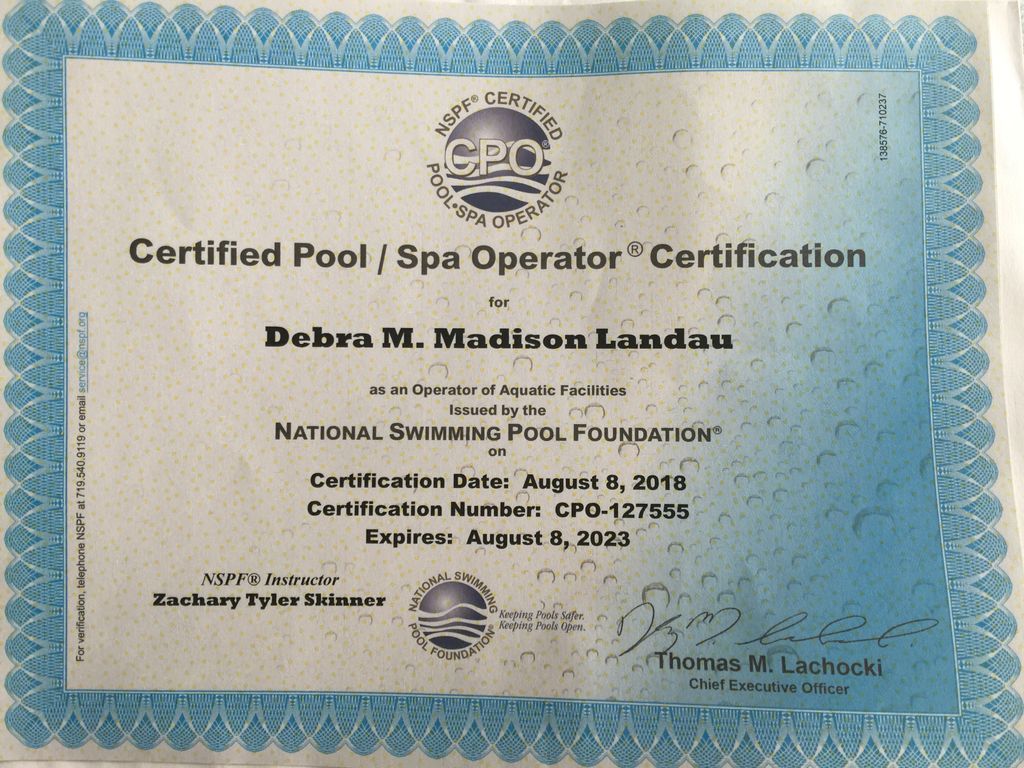 NSPF® CERTIFIED
CPO®
POOL•SPA OPERATOR
138576-710237
Certified Pool / Spa Operator® Certification
for
Debra M. Madison Landau
as an Operator of Aquatic Facilities
Issued by the
NATIONAL SWIMMING POOL FOUNDATION®
on
Certification Date: August 8, 2018
Certification Number: CPO-127555
Expires: August 8, 2023
For verification, telephone NSPF at 719.540.9119 or email service@nspf.org
NSPF® Instructor
Zachary Tyler Skinner
NATIONAL SWIMMING
POOL FOUNDATION®
Keeping Pools Safer.
Keeping Pools Open.
Thomas M. Lachocki
Chief Executive Officer